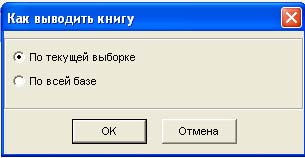 Как выводить книгу
По текущей выборке
По всей базе
OK
Отмена